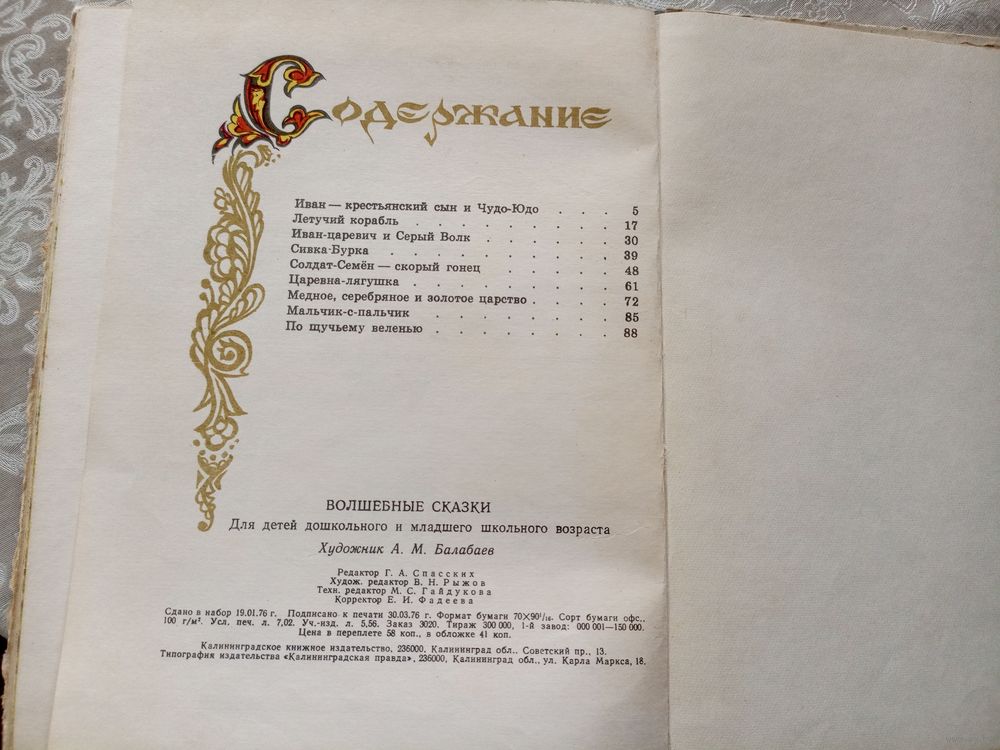 Содержание
Иван — крестьянский сын и Чудо-Юдо . . . 5
Летучий корабль . . . . . . . . . 17
Иван-царевич и Серый Волк . . . . . . 30
Сивка-Бурка . . . . . . . . . . 39
Солдат-Семён — скорый гонец . . . . . 48
Царевна-лягушка . . . . . . . . . 61
Медное, серебряное и золотое царство . . . . 72
Мальчик-с-пальчик . . . . . . . . 85
По щучьему веленью . . . . . . . . 88
ВОЛШЕБНЫЕ СКАЗКИ
Для детей дошкольного и младшего школьного возраста
Художник А. М. Балабаев
Редактор Г. А. Спасских
Худож. редактор В. Н. Рыжов
Техн. редактор М. С. Гайдукова
Корректор Е. И. Фадеева
Сдано в набор 19.01.76 г. Подписано к печати 30.03.76 г. Формат бумаги 70×90¹/₁₆. Сорт бумаги офс.,
100 г/м². Усл. печ. л. 7,02. Уч.-изд. л. 5,56. Заказ 3020. Тираж 300 000, 1-й завод: 000 001—150 000.
Цена в переплете 58 коп., в обложке 41 коп.
Калининградское книжное издательство, 236000, Калининград обл., Советский пр., 13.
Типография издательства «Калининградская правда», 236000, Калининград обл., ул. Карла Маркса, 18.